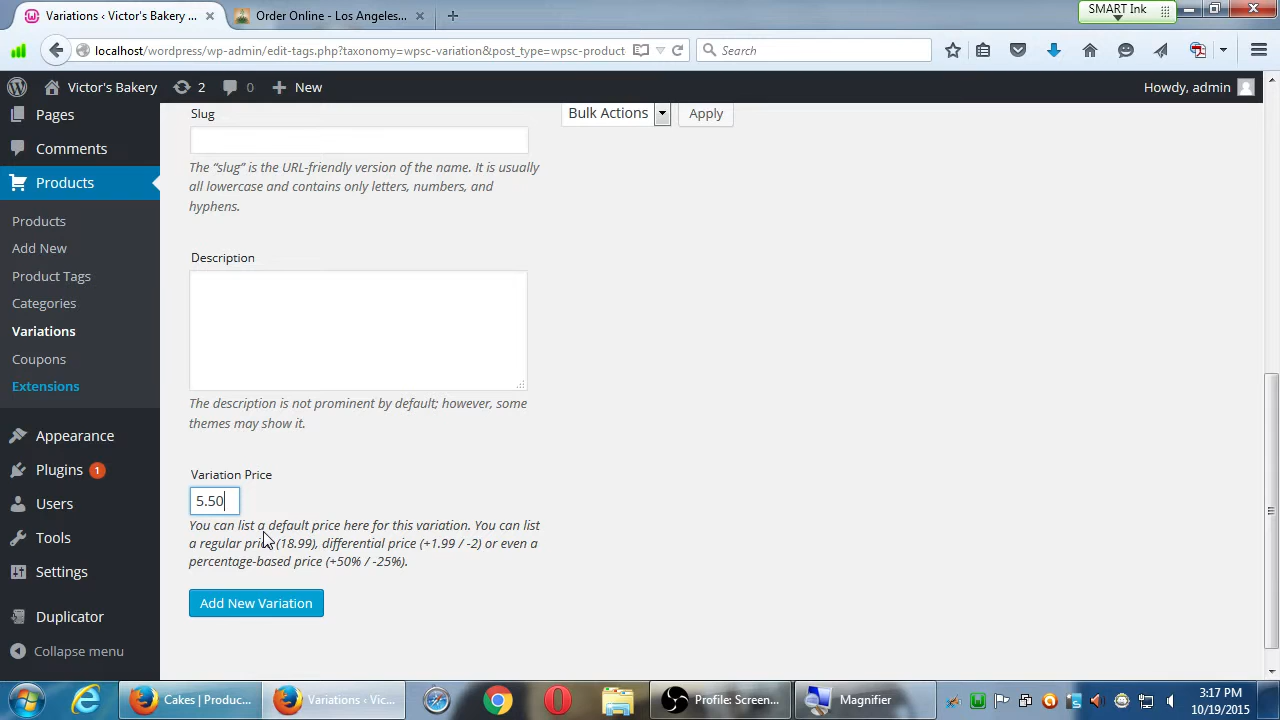 Variations ‹ Victor's Bakery ...
Order Online - Los Angeles...
SMART Ink
localhost/wordpress/wp-admin/edit-tags.php?taxonomy=wpsc-variation&post_type=wpsc-product
Search
Victor's Bakery
2
0
New
Howdy, admin
Pages
Comments
Products
Products
Add New
Product Tags
Categories
Variations
Coupons
Extensions
Appearance
Plugins 1
Users
Tools
Settings
Duplicator
Collapse menu
Slug
Bulk Actions
Apply
The “slug” is the URL-friendly version of the name. It is usually
all lowercase and contains only letters, numbers, and
hyphens.
Description
The description is not prominent by default; however, some
themes may show it.
Variation Price
5.50
You can list a default price here for this variation. You can list
a regular price (18.99), differential price (+1.99 / -2) or even a
percentage-based price (+50% / -25%).
Add New Variation
Cakes | Produc...
Variations ‹ Vic...
Profile: Screen...
Magnifier
3:17 PM
10/19/2015